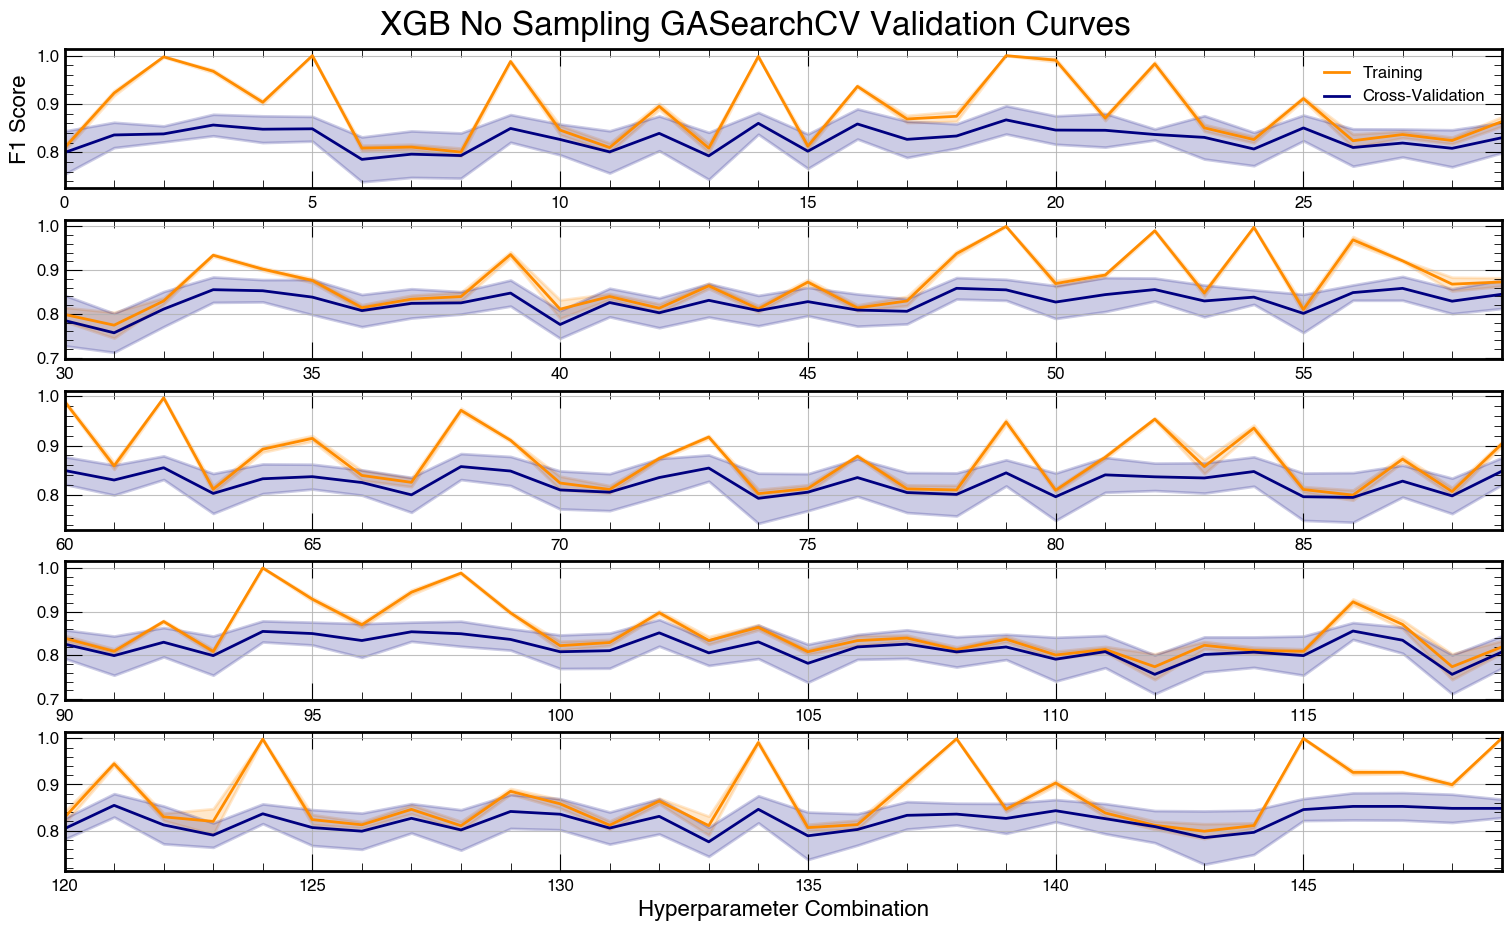 XGB No Sampling GASearchCV Validation Curves
F1 Score
1.0
0.9
0.8
Training
Cross-Validation
0 5 10 15 20 25
1.0
0.9
0.8
0.7
30 35 40 45 50 55
1.0
0.9
0.8
60 65 70 75 80 85
1.0
0.9
0.8
0.7
90 95 100 105 110 115
1.0
0.9
0.8
120 125 130 135 140 145
Hyperparameter Combination